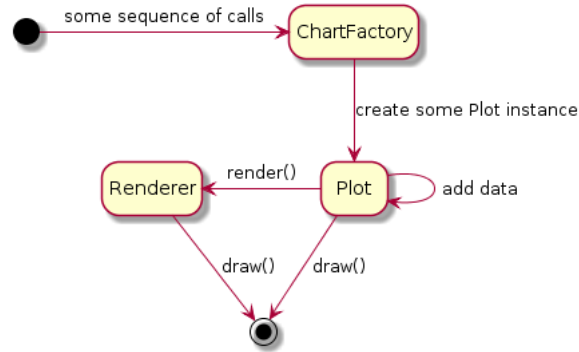 some sequence of calls
ChartFactory
create some Plot instance
Renderer
render()
Plot
add data
draw()
draw()